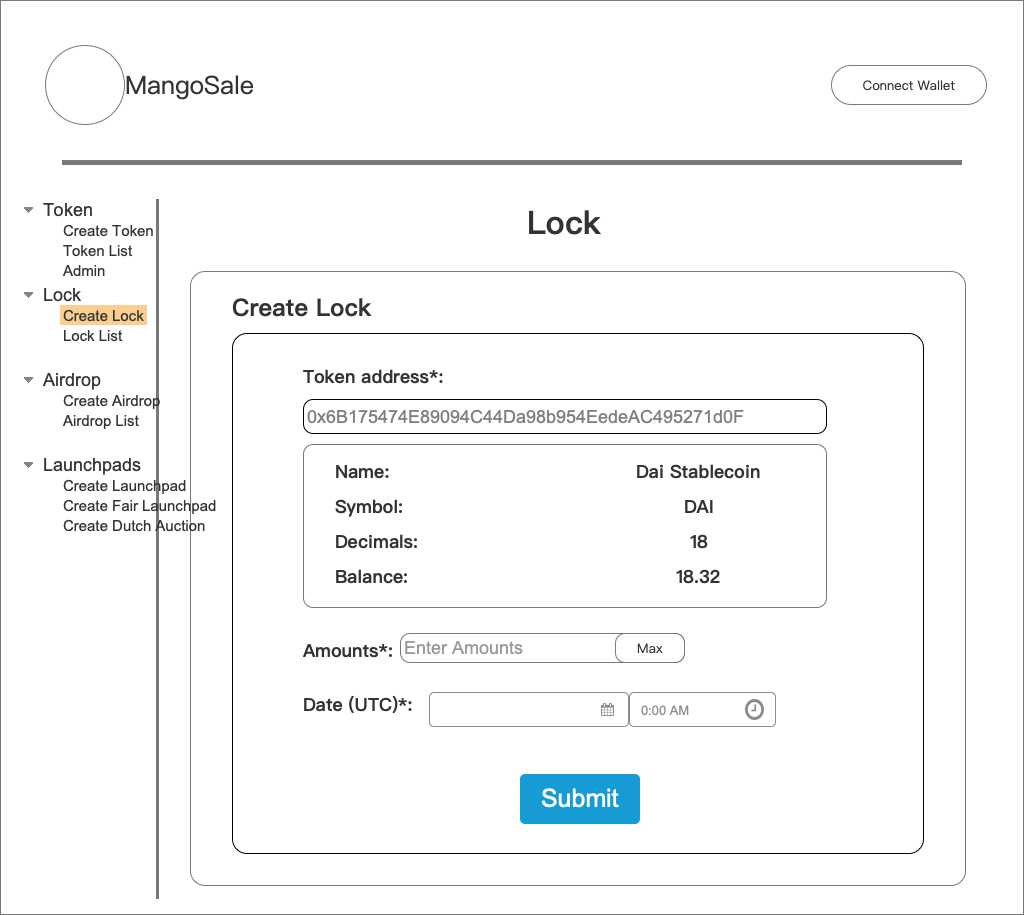 MangoSale
Connect Wallet
Token
Create Token
Token List
Admin
Lock
Create Lock
Lock List
Airdrop
Create Airdrop
Airdrop List
Launchpads
Create Launchpad
Create Fair Launchpad
Create Dutch Auction
Lock
Create Lock
Token address*:
0x6B175474E89094C44Da98b954EedeAC495271d0F
Name: Dai Stablecoin
Symbol: DAI
Decimals: 18
Balance: 18.32
Amounts*: Enter Amounts Max
Date (UTC)*: 0:00 AM
Submit